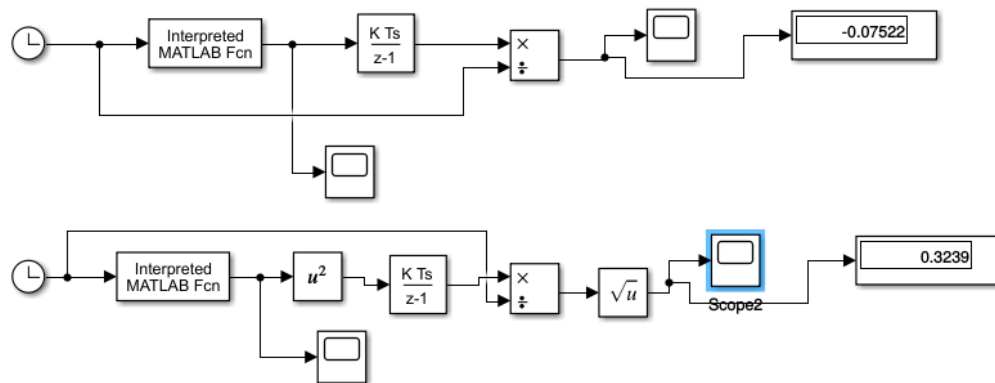 Interpreted
MATLAB Fcn
K Ts
z-1
×
÷
-0.07522
Interpreted
MATLAB Fcn
u²
K Ts
z-1
×
÷
√u
Scope2
0.3239